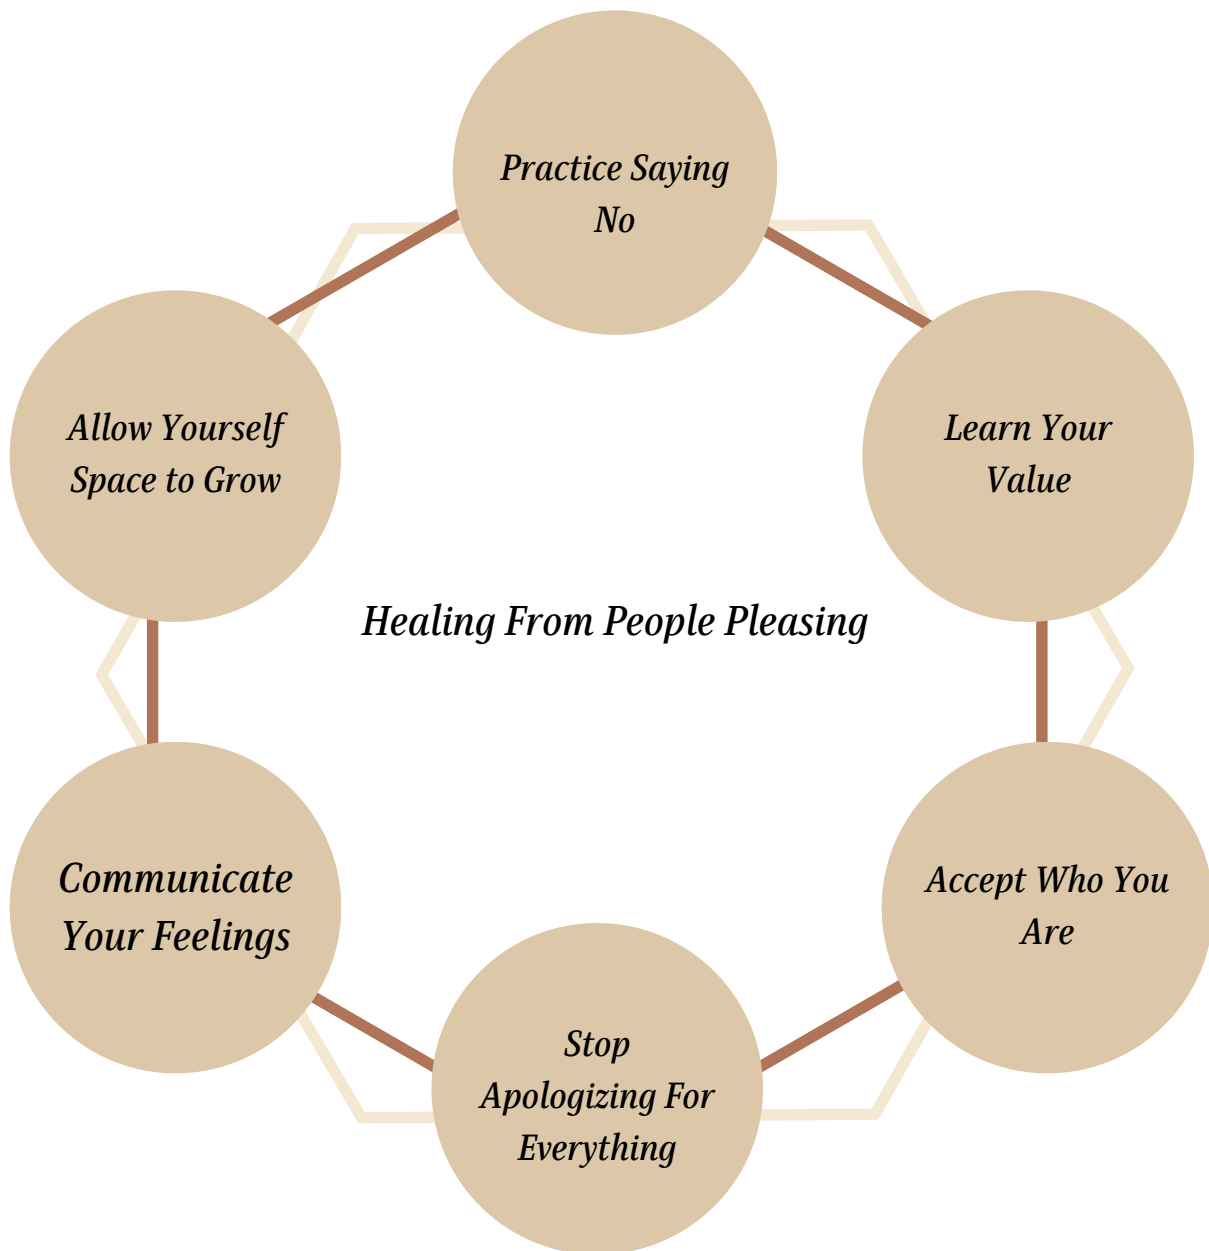 Practice Saying
No
Allow Yourself
Space to Grow
Learn Your
Value
Healing From People Pleasing
Communicate
Your Feelings
Accept Who You
Are
Stop
Apologizing For
Everything